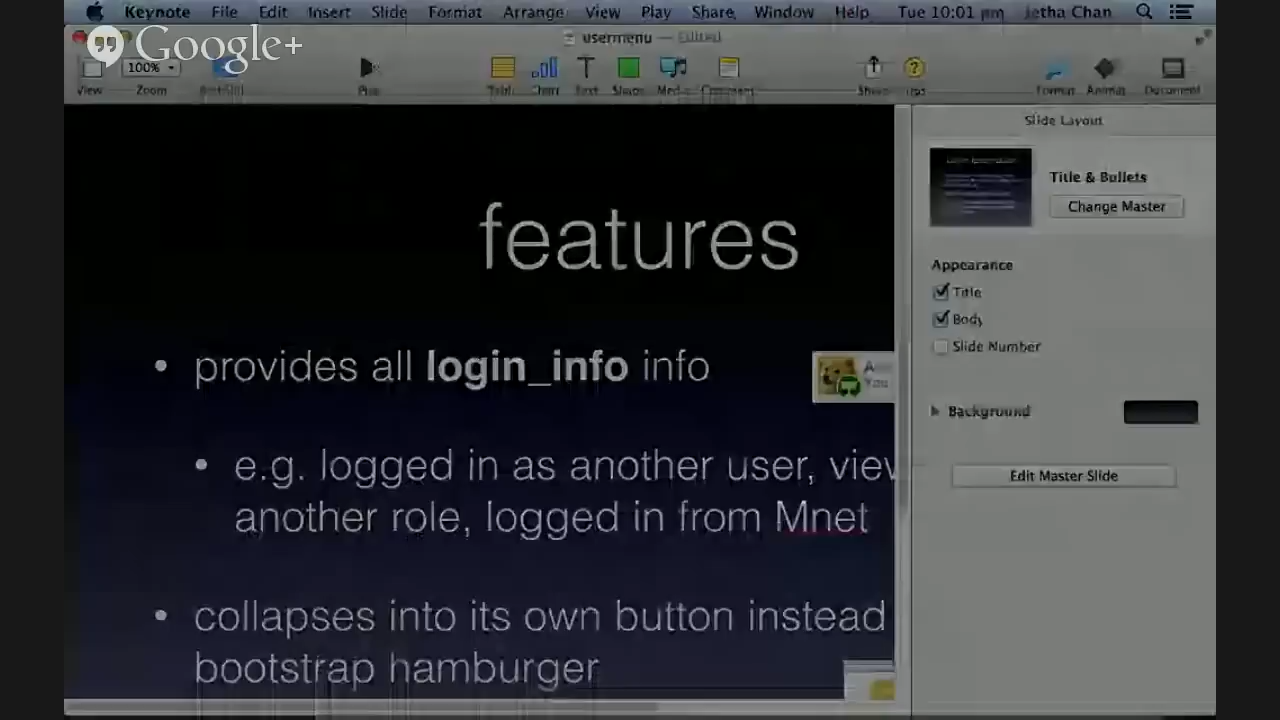 Keynote File Edit Insert Slide Format Arrange View Play Share Window Help Tue 10:01 pm Jetha Chan
Google+
usermenu — Edited
100%
View Zoom Play Table Chart Text Shape Media Comment Share Tips Format Animate Document
Slide Layout
Title & Bullets
Change Master
features
Appearance
Title
Body
Slide Number
• provides all login_info info
You
Background
• e.g. logged in as another user, view
another role, logged in from Mnet
Edit Master Slide
• collapses into its own button instead
bootstrap hamburger